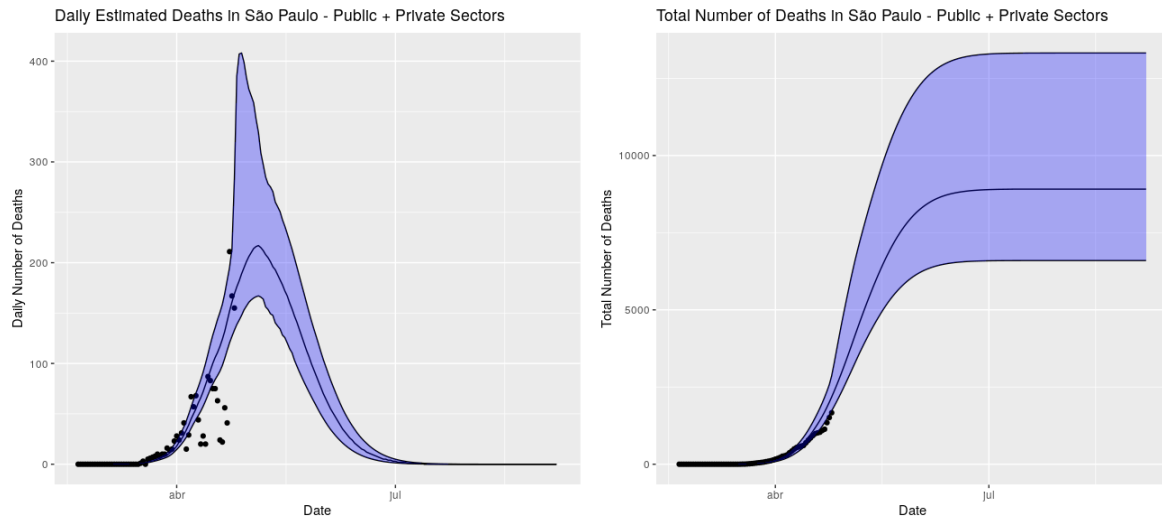 Daily Estimated Deaths in São Paulo - Public + Private Sectors
Daily Number of Deaths
400
300
200
100
0
abr
jul
Date
Total Number of Deaths in São Paulo - Public + Private Sectors
Total Number of Deaths
10000
5000
0
abr
jul
Date